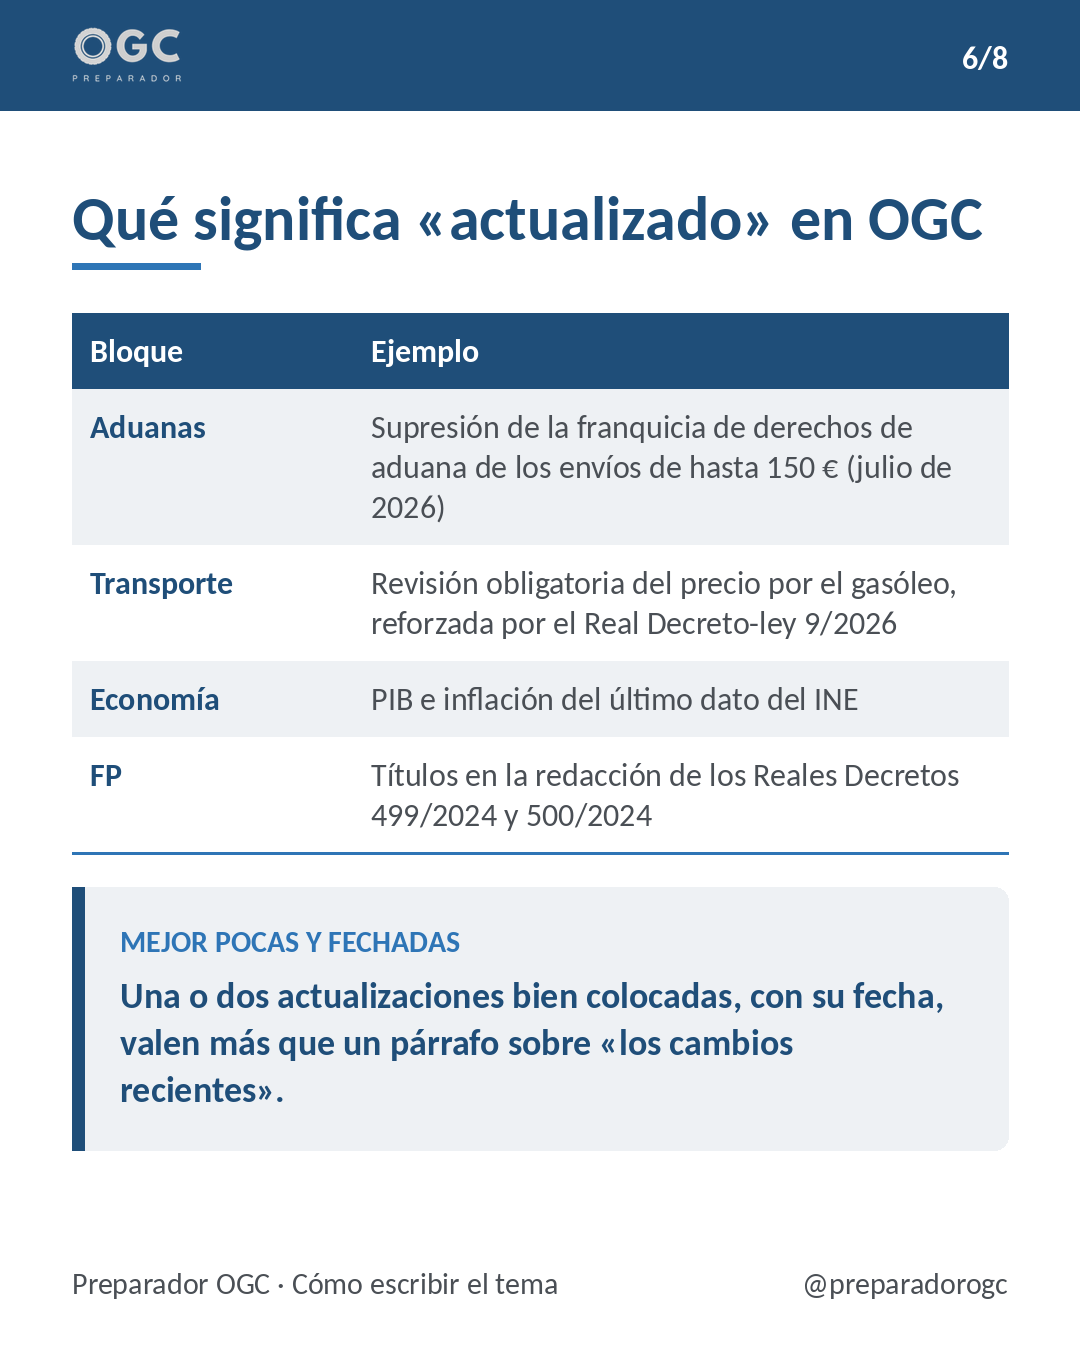 OGC
PREPARADOR
6/8
Qué significa «actualizado» en OGC
Bloque
Ejemplo
Aduanas
Supresión de la franquicia de derechos de
aduana de los envíos de hasta 150 € (julio de
2026)
Transporte
Revisión obligatoria del precio por el gasóleo,
reforzada por el Real Decreto-ley 9/2026
Economía
PIB e inflación del último dato del INE
FP
Títulos en la redacción de los Reales Decretos
499/2024 y 500/2024
MEJOR POCAS Y FECHADAS
Una o dos actualizaciones bien colocadas, con su fecha,
valen más que un párrafo sobre «los cambios
recientes».
Preparador OGC · Cómo escribir el tema
@preparadorogc